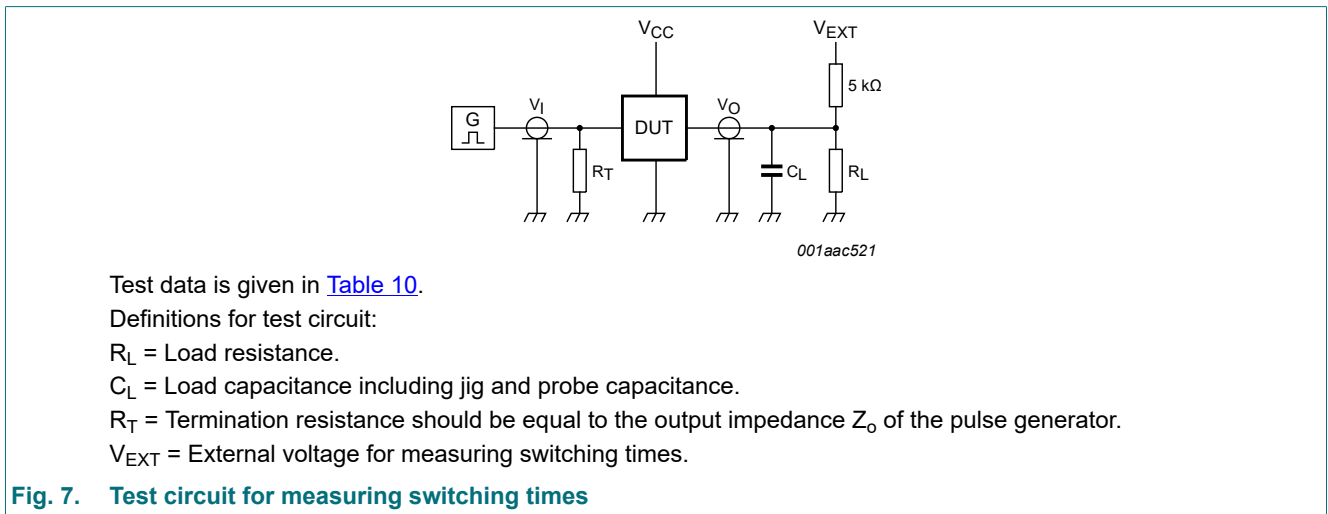 VCC
VEXT
5 kΩ
G
VI
DUT
VO
RT
CL
RL
001aac521
Test data is given in Table 10.
Definitions for test circuit:
RL = Load resistance.
CL = Load capacitance including jig and probe capacitance.
RT = Termination resistance should be equal to the output impedance Zo of the pulse generator.
VEXT = External voltage for measuring switching times.
Fig. 7. Test circuit for measuring switching times